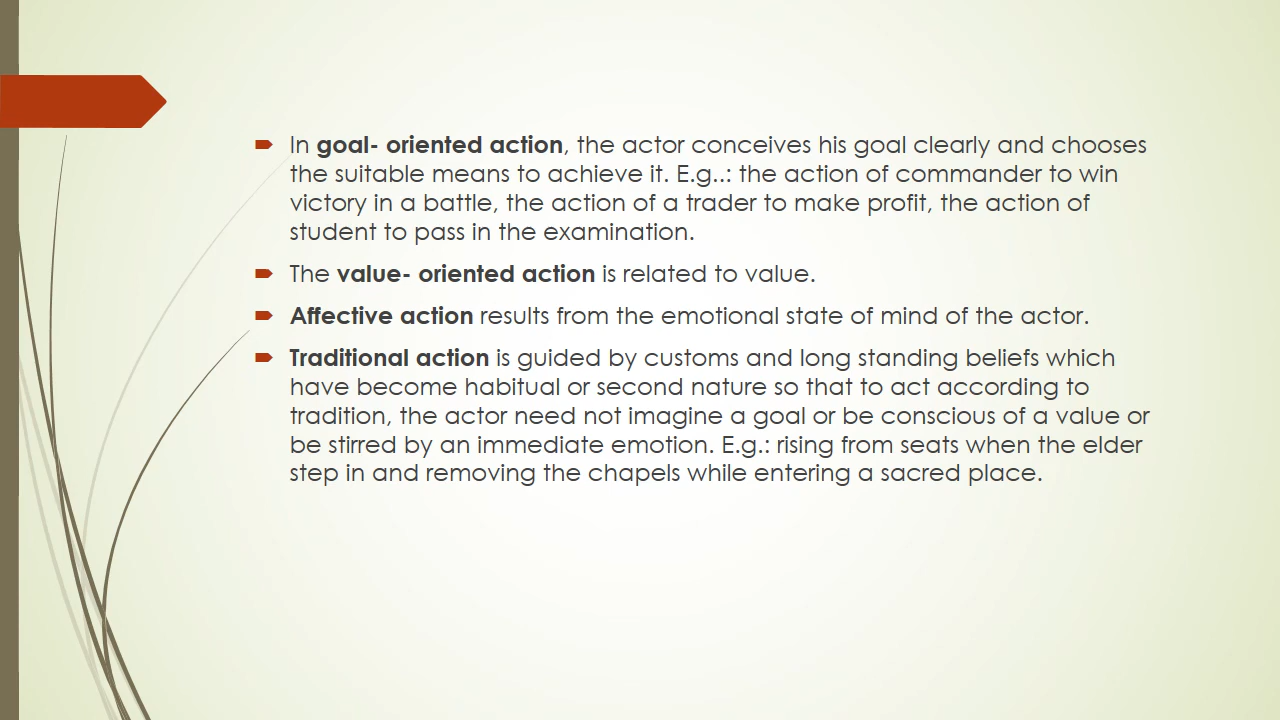 In goal- oriented action, the actor conceives his goal clearly and chooses
the suitable means to achieve it. E.g..: the action of commander to win
victory in a battle, the action of a trader to make profit, the action of
student to pass in the examination.
The value- oriented action is related to value.
Affective action results from the emotional state of mind of the actor.
Traditional action is guided by customs and long standing beliefs which
have become habitual or second nature so that to act according to
tradition, the actor need not imagine a goal or be conscious of a value or
be stirred by an immediate emotion. E.g.: rising from seats when the elder
step in and removing the chapels while entering a sacred place.